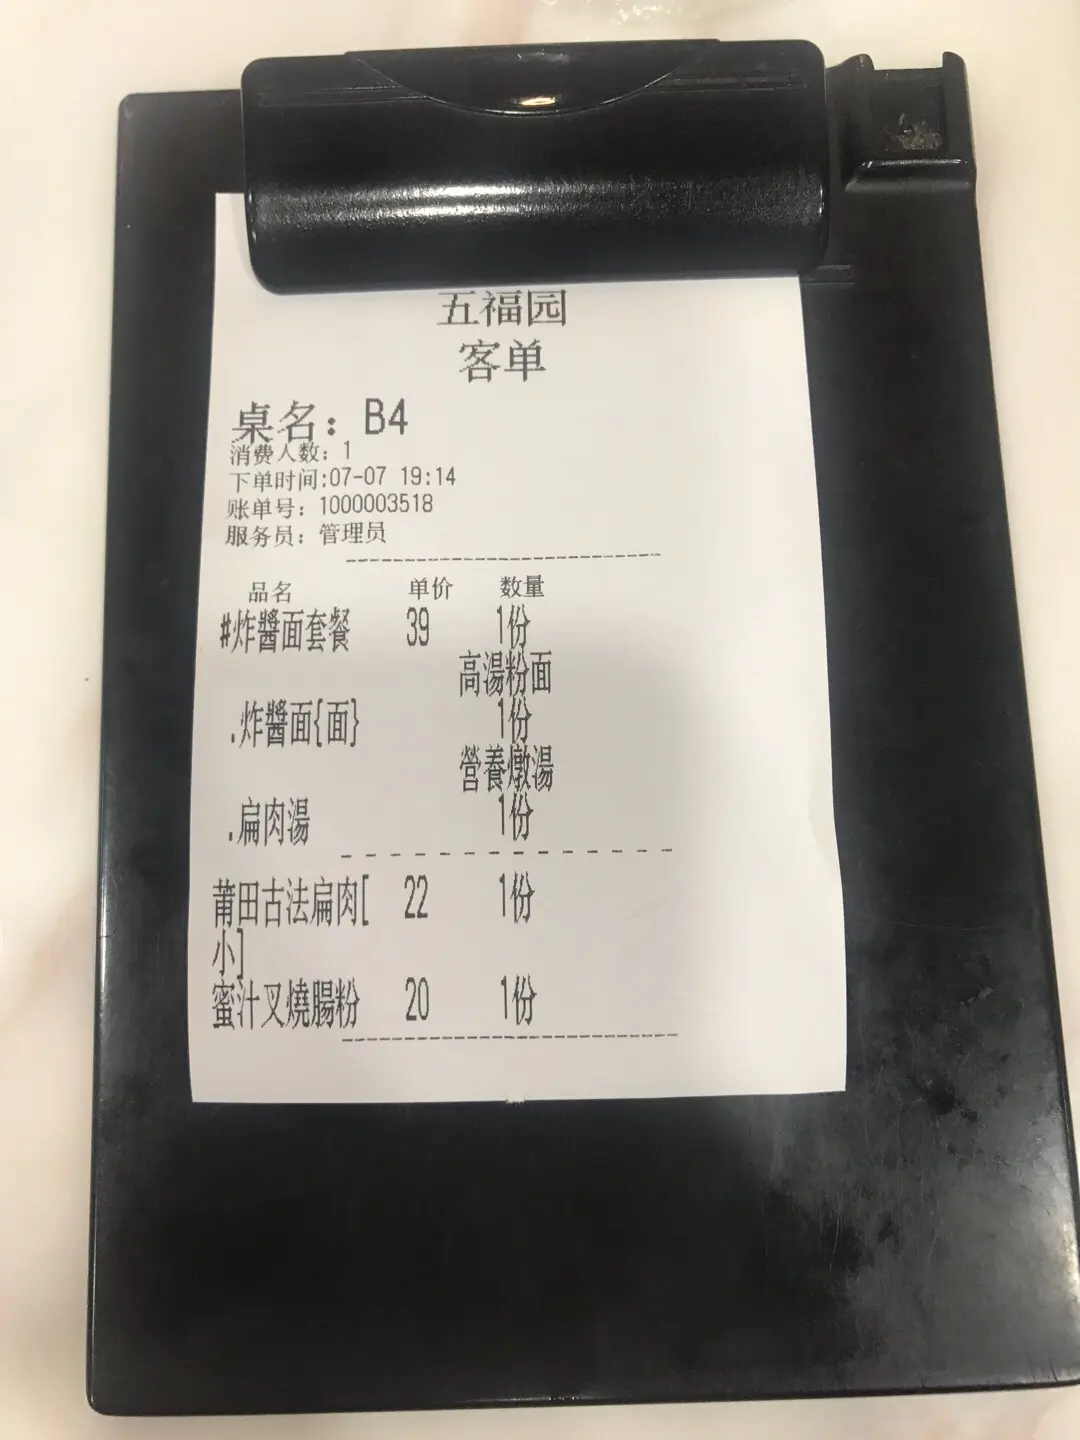 五福园
客单
桌名：B4
消费人数：1
下单时间:07-07 19:14
账单号：1000003518
服务员：管理员
品名 单价 数量
#炸醬面套餐 39 1份
高湯粉面
.炸醬面{面} 1份
營養燉湯
.扁肉湯 1份
莆田古法扁肉[ 22 1份
小]
蜜汁叉燒腸粉 20 1份